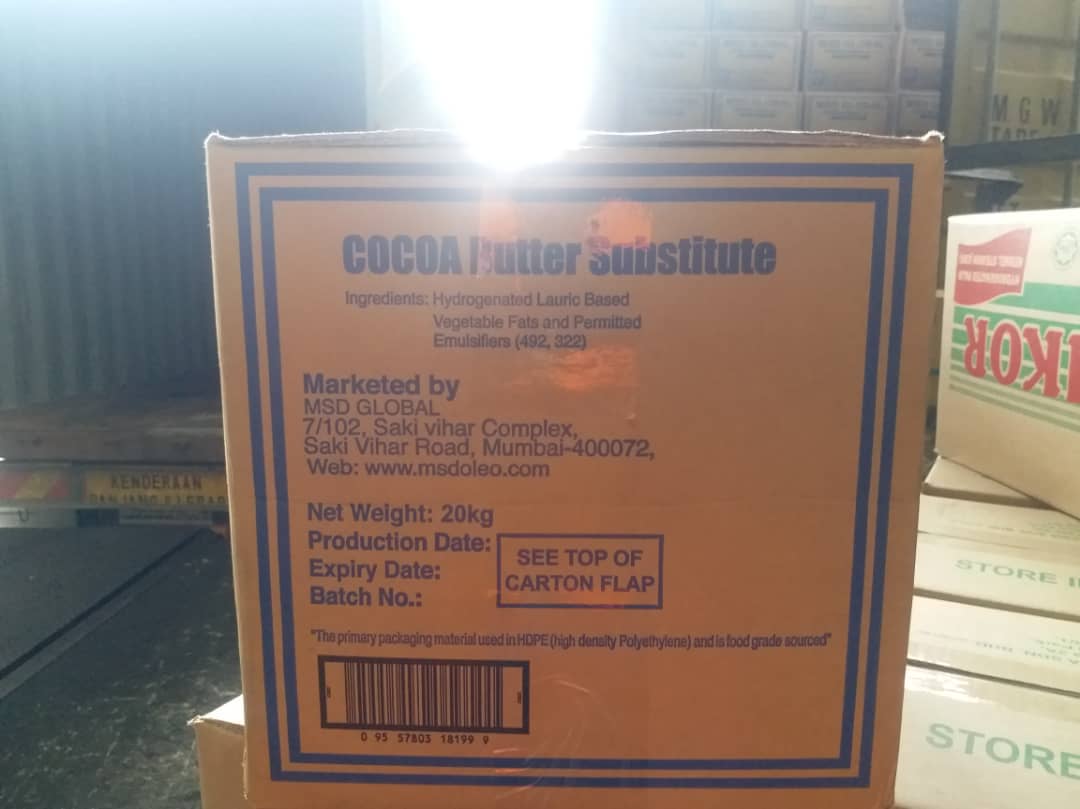 COCOA Butter Substitute
Ingredients: Hydrogenated Lauric Based
Vegetable Fats and Permitted
Emulsifiers (492, 322)
Marketed by
MSD GLOBAL
7/102, Saki vihar Complex,
Saki Vihar Road, Mumbai-400072,
Web: www.msdoleo.com
Net Weight: 20kg
Production Date:
Expiry Date:
Batch No.:
SEE TOP OF
CARTON FLAP
"The primary packaging material used in HDPE (high density Polyethylene) and is food grade sourced"
0 95 57803 18199 9
KENDERAAN
M G W
TARE
STORE
STORE